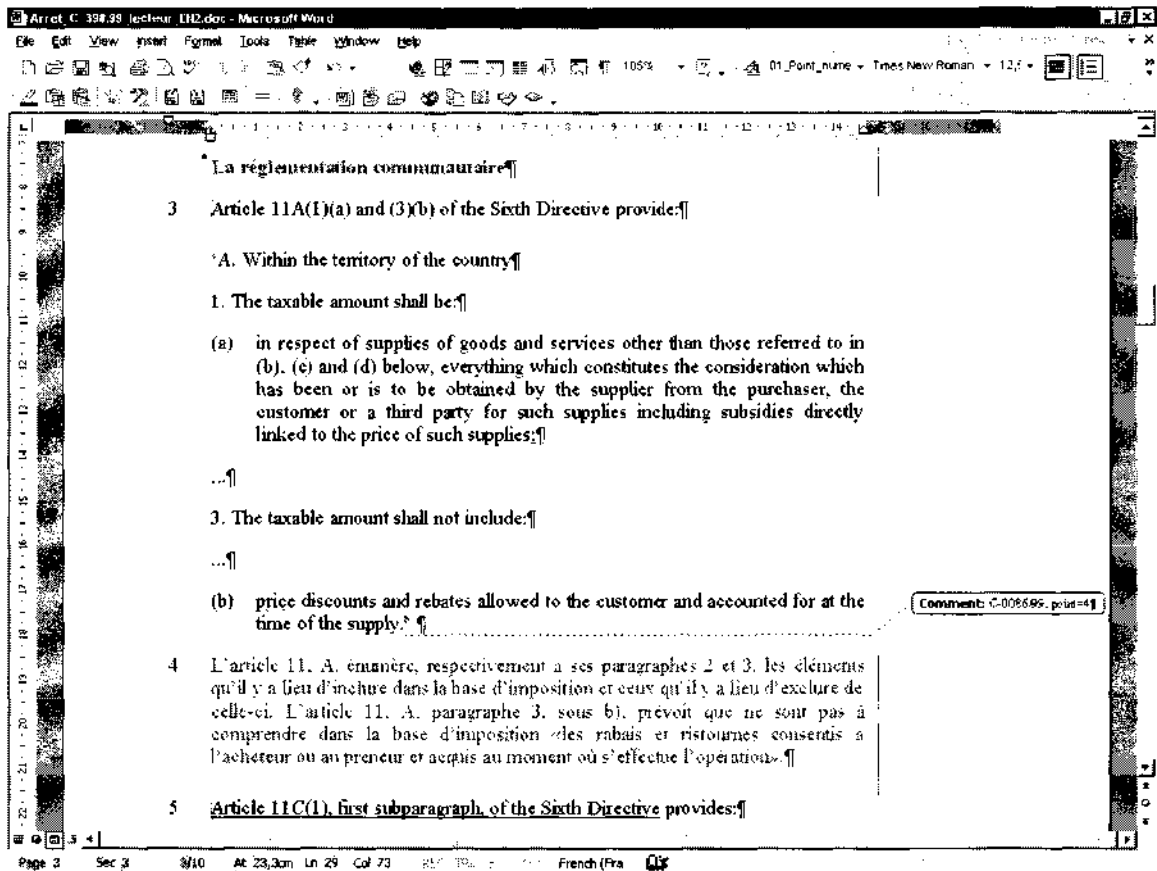 Arret_C_398.99_lecteur_EH2.doc - Microsoft Word
File Edit View Insert Format Tools Table Window Help
105% 01_Point_nume Times New Roman 12,5
La réglementation communautaire¶
3 Article 11A(1)(a) and (3)(b) of the Sixth Directive provide:¶
‘A. Within the territory of the country¶
1. The taxable amount shall be:¶
(a) in respect of supplies of goods and services other than those referred to in
(b), (c) and (d) below, everything which constitutes the consideration which
has been or is to be obtained by the supplier from the purchaser, the
customer or a third party for such supplies including subsidies directly
linked to the price of such supplies;¶
...¶
3. The taxable amount shall not include:¶
...¶
(b) price discounts and rebates allowed to the customer and accounted for at the
time of the supply.’ ¶
Comment: C-0086/99, point=4¶
4 L’article 11, A, énumère, respectivement a ses paragraphes 2 et 3, les éléments
qu’il y a lieu d’inclure dans la base d’imposition et ceux qu’il y a lieu d’exclure de
celle-ci. L’article 11, A, paragraphe 3, sous b), prévoit que ne sont pas à
comprendre dans la base d’imposition «des rabais et ristournes consentis a
l’acheteur ou au preneur et acquis au moment où s’effectue l’opération».¶
5 Article 11C(1), first subparagraph, of the Sixth Directive provides:¶
Page 3 Sec 3 3/10 At 23,3cm Ln 29 Col 73 French (Fra